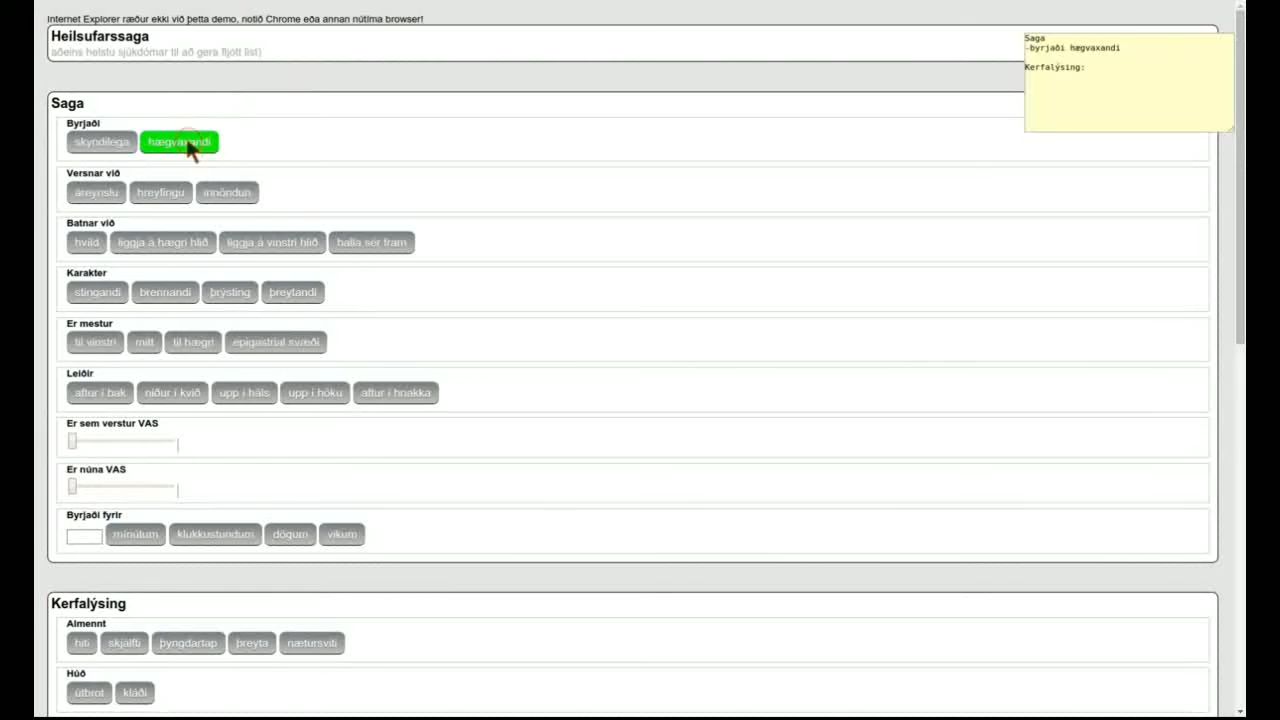 Internet Explorer ræður ekki við þetta demo, notið Chrome eða annan nútíma browser!
Heilsufarssaga
aðeins helstu sjúkdómar til að gera fljótt list)
Saga
-byrjaði hægvaxandi
Kerfalýsing:
Saga
Byrjaði
skyndilega hægvaxandi
Versnar við
áreynslu hreyfingu innöndun
Batnar við
hvíld liggja á hægri hlið liggja á vinstri hlið halla sér fram
Karakter
stingandi brennandi þrýsting þreytandi
Er mestur
til vinstri mitt til hægri epigastrial svæði
Leiðir
aftur í bak niður í kvið upp í háls upp í höku aftur í hnakka
Er sem verstur VAS
Er núna VAS
Byrjaði fyrir
mínútum klukkustundum dögum vikum
Kerfalýsing
Almennt
hiti skjálfti þyngdartap þreyta nætursviti
Húð
útbrot kláði